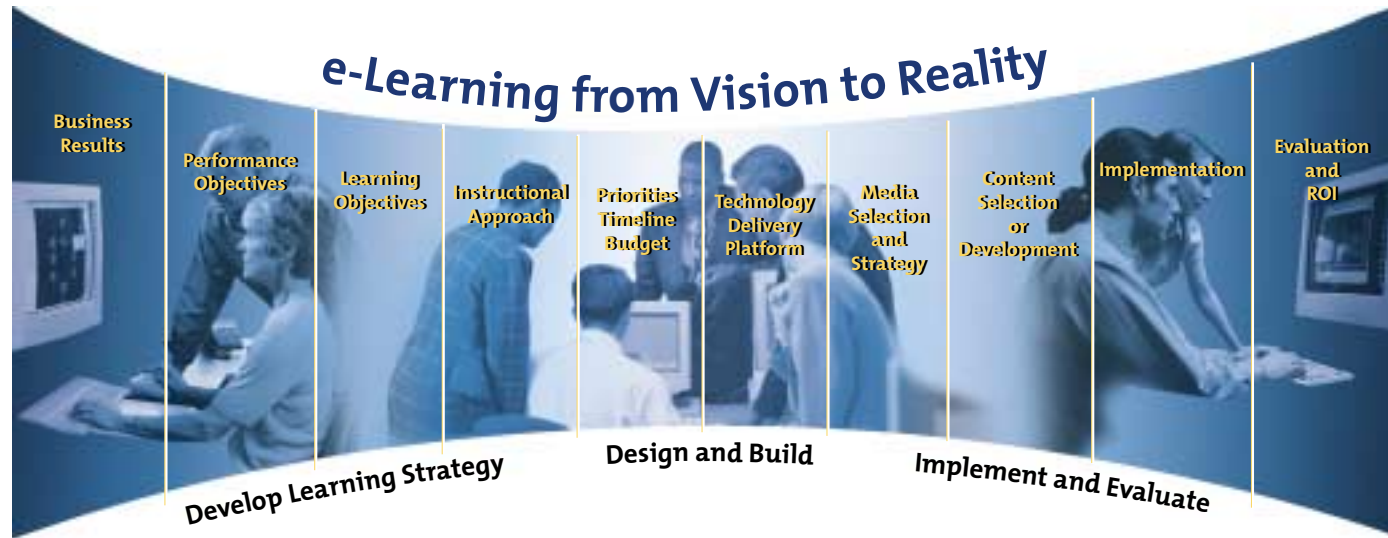 e-Learning from Vision to Reality
Business
Results
Performance
Objectives
Learning
Objectives
Instructional
Approach
Priorities
Timeline
Budget
Technology
Delivery
Platform
Media
Selection
and
Strategy
Content
Selection
or
Development
Implementation
Evaluation
and
ROI
Develop Learning Strategy
Design and Build
Implement and Evaluate